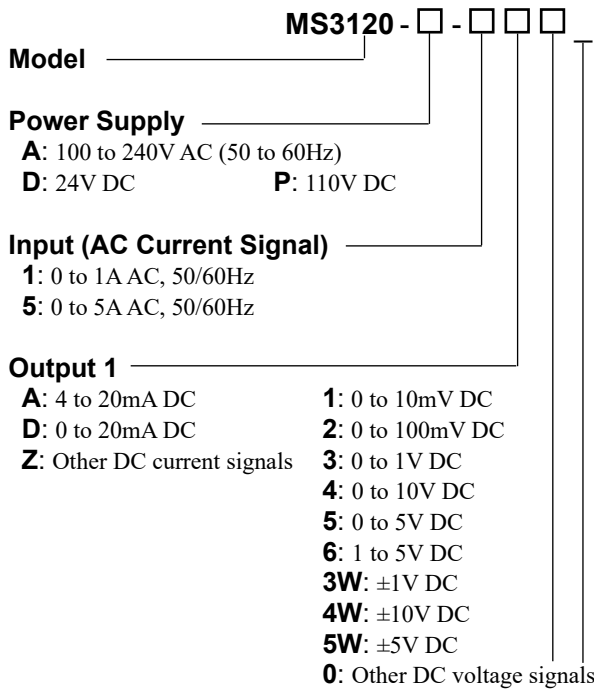 MS3120 - □ - □ □ □ _
Model
Power Supply
A: 100 to 240V AC (50 to 60Hz)
D: 24V DC P: 110V DC
Input (AC Current Signal)
1: 0 to 1A AC, 50/60Hz
5: 0 to 5A AC, 50/60Hz
Output 1
A: 4 to 20mA DC
D: 0 to 20mA DC
Z: Other DC current signals
1: 0 to 10mV DC
2: 0 to 100mV DC
3: 0 to 1V DC
4: 0 to 10V DC
5: 0 to 5V DC
6: 1 to 5V DC
3W: ±1V DC
4W: ±10V DC
5W: ±5V DC
0: Other DC voltage signals